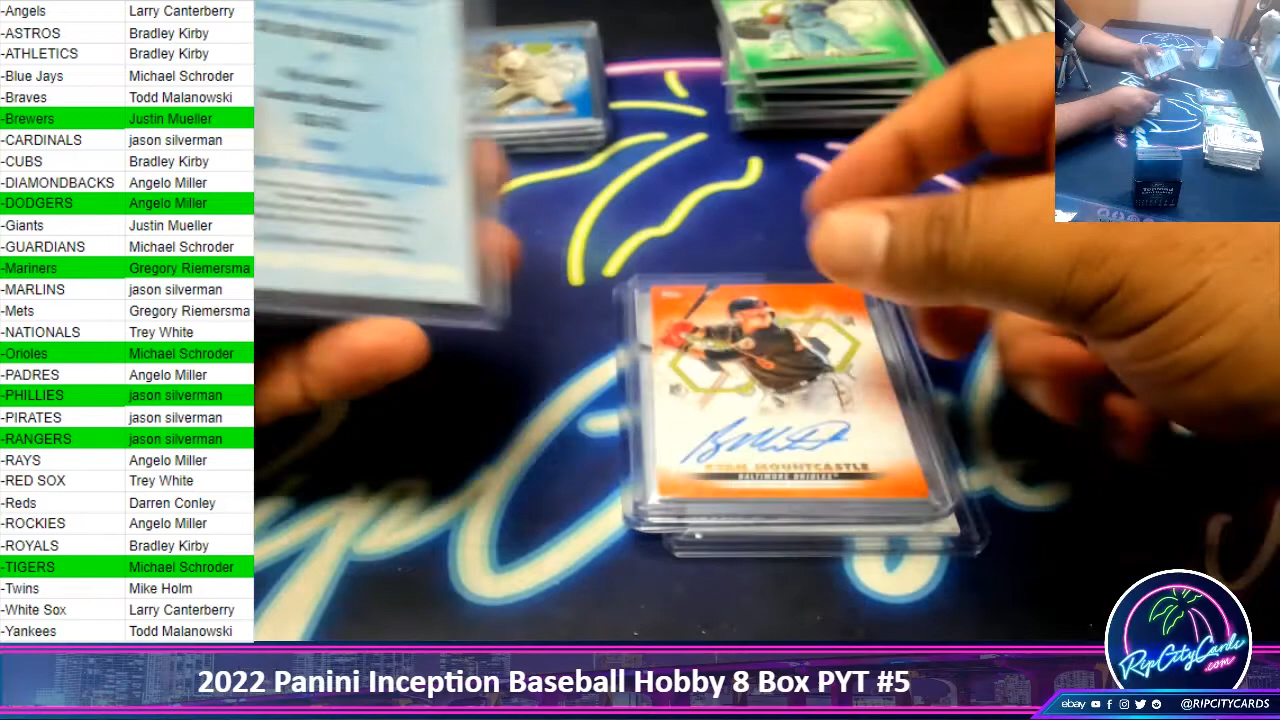 -Angels Larry Canterberry
-ASTROS Bradley Kirby
-ATHLETICS Bradley Kirby
-Blue Jays Michael Schroder
-Braves Todd Malanowski
-Brewers Justin Mueller
-CARDINALS jason silverman
-CUBS Bradley Kirby
-DIAMONDBACKS Angelo Miller
-DODGERS Angelo Miller
-Giants Justin Mueller
-GUARDIANS Michael Schroder
-Mariners Gregory Riemersma
-MARLINS jason silverman
-Mets Gregory Riemersma
-NATIONALS Trey White
-Orioles Michael Schroder
-PADRES Angelo Miller
-PHILLIES jason silverman
-PIRATES jason silverman
-RANGERS jason silverman
-RAYS Angelo Miller
-RED SOX Trey White
-Reds Darren Conley
-ROCKIES Angelo Miller
-ROYALS Bradley Kirby
-TIGERS Michael Schroder
-Twins Mike Holm
-White Sox Larry Canterberry
-Yankees Todd Malanowski
RYAN MOUNTCASTLE
BALTIMORE ORIOLES
RipCityCards
.com
2022 Panini Inception Baseball Hobby 8 Box PYT #5
ebay @RIPCITYCARDS